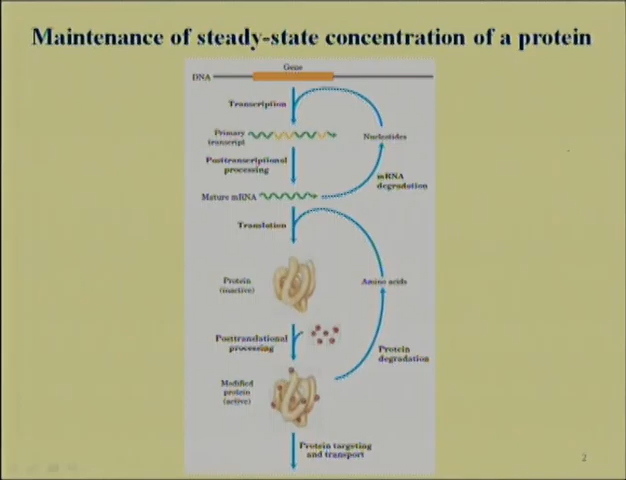 Maintenance of steady-state concentration of a protein
Gene
DNA
Transcription
Primary
transcript
Nucleotides
Posttranscriptional
processing
mRNA
degradation
Mature mRNA
Translation
Protein
(inactive)
Amino acids
Posttranslational
processing
Protein
degradation
Modified
protein
(active)
Protein targeting
and transport
2